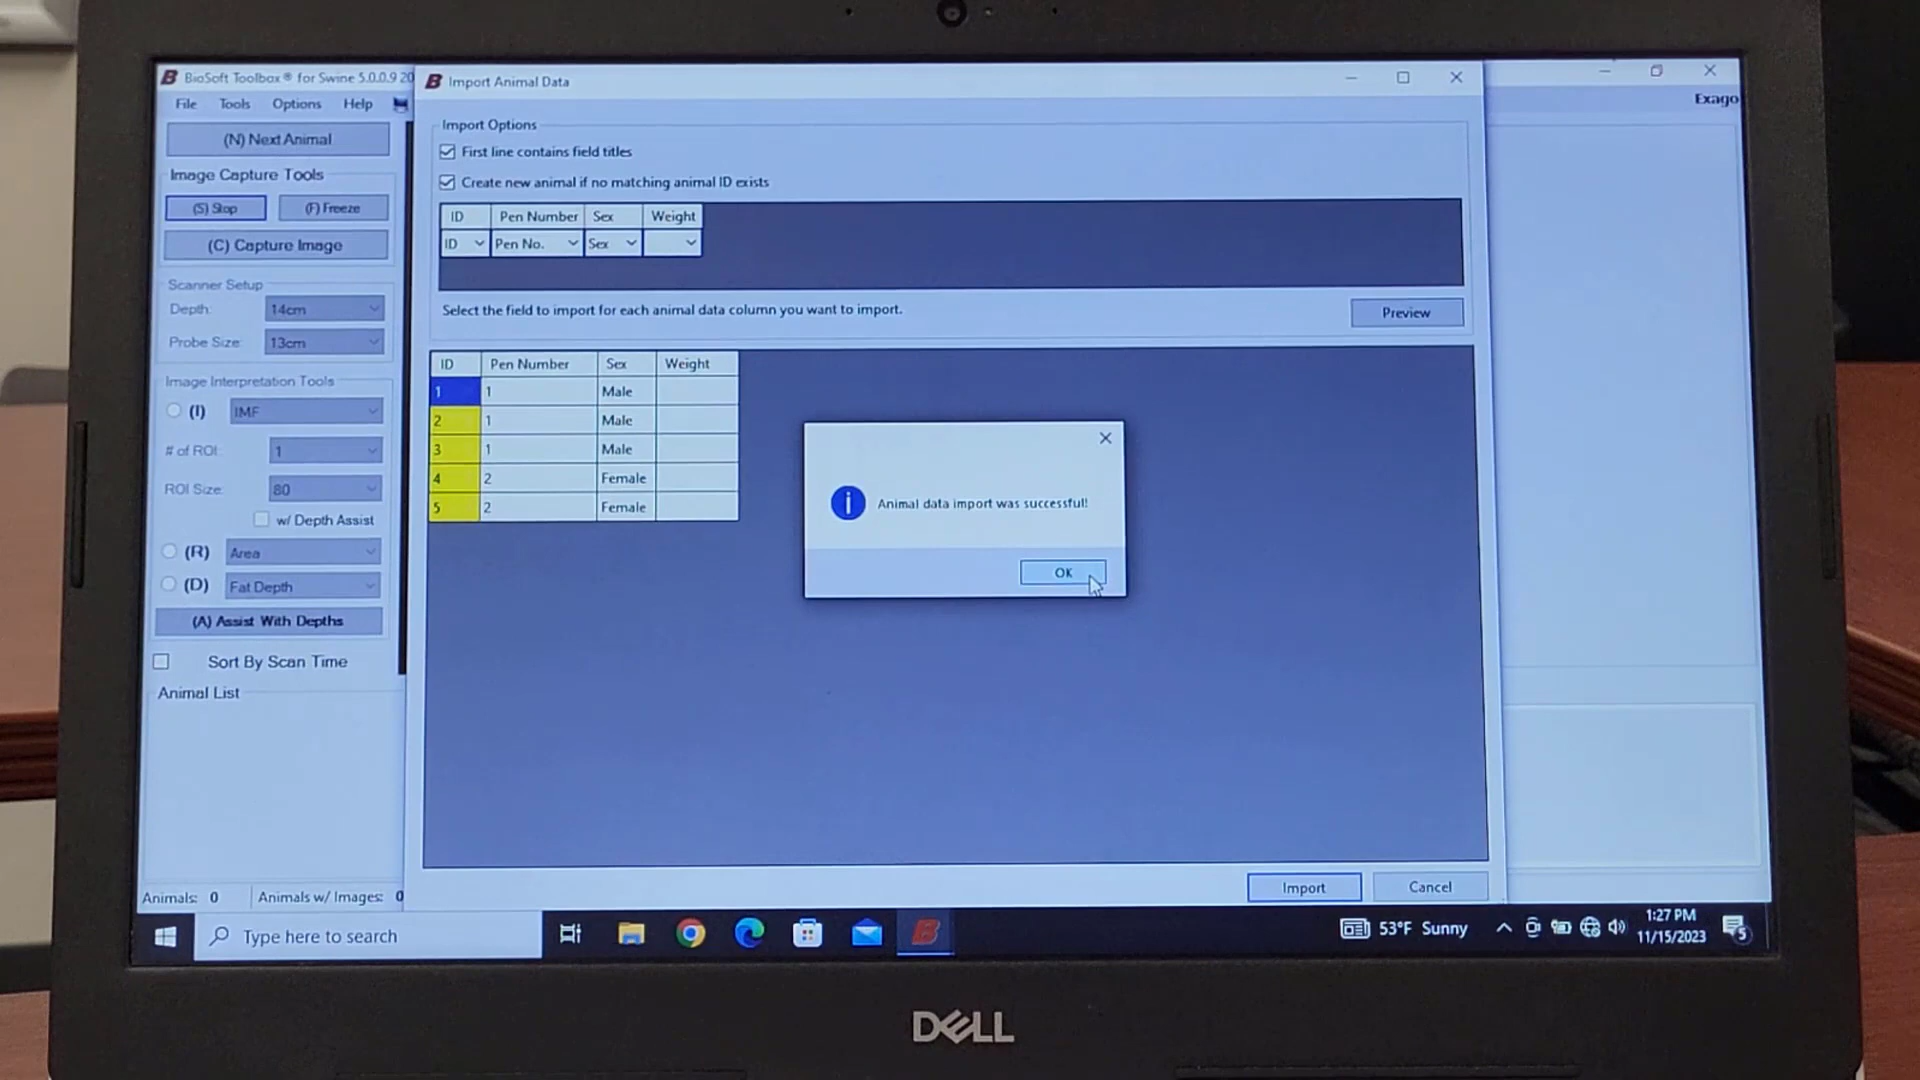 BioSoft Toolbox® for Swine 5.0.0.9 20
File Tools Options Help
(N) Next Animal
Image Capture Tools
(S) Stop (F) Freeze
(C) Capture Image
Scanner Setup
Depth: 14cm
Probe Size: 13cm
Image Interpretation Tools
(I) IMF
# of ROI: 1
ROI Size: 80
w/ Depth Assist
(R) Area
(D) Fat Depth
(A) Assist With Depths
Sort By Scan Time
Animal List
Animals: 0 Animals w/ Images: 0
Import Animal Data
Import Options
First line contains field titles
Create new animal if no matching animal ID exists
ID Pen Number Sex Weight
ID Pen No. Sex
Select the field to import for each animal data column you want to import.
Preview
ID Pen Number Sex Weight
1 1 Male
2 1 Male
3 1 Male
4 2 Female
5 2 Female
Animal data import was successful!
OK
Import Cancel
Exago
Type here to search
53°F Sunny
1:27 PM
11/15/2023
5
DELL